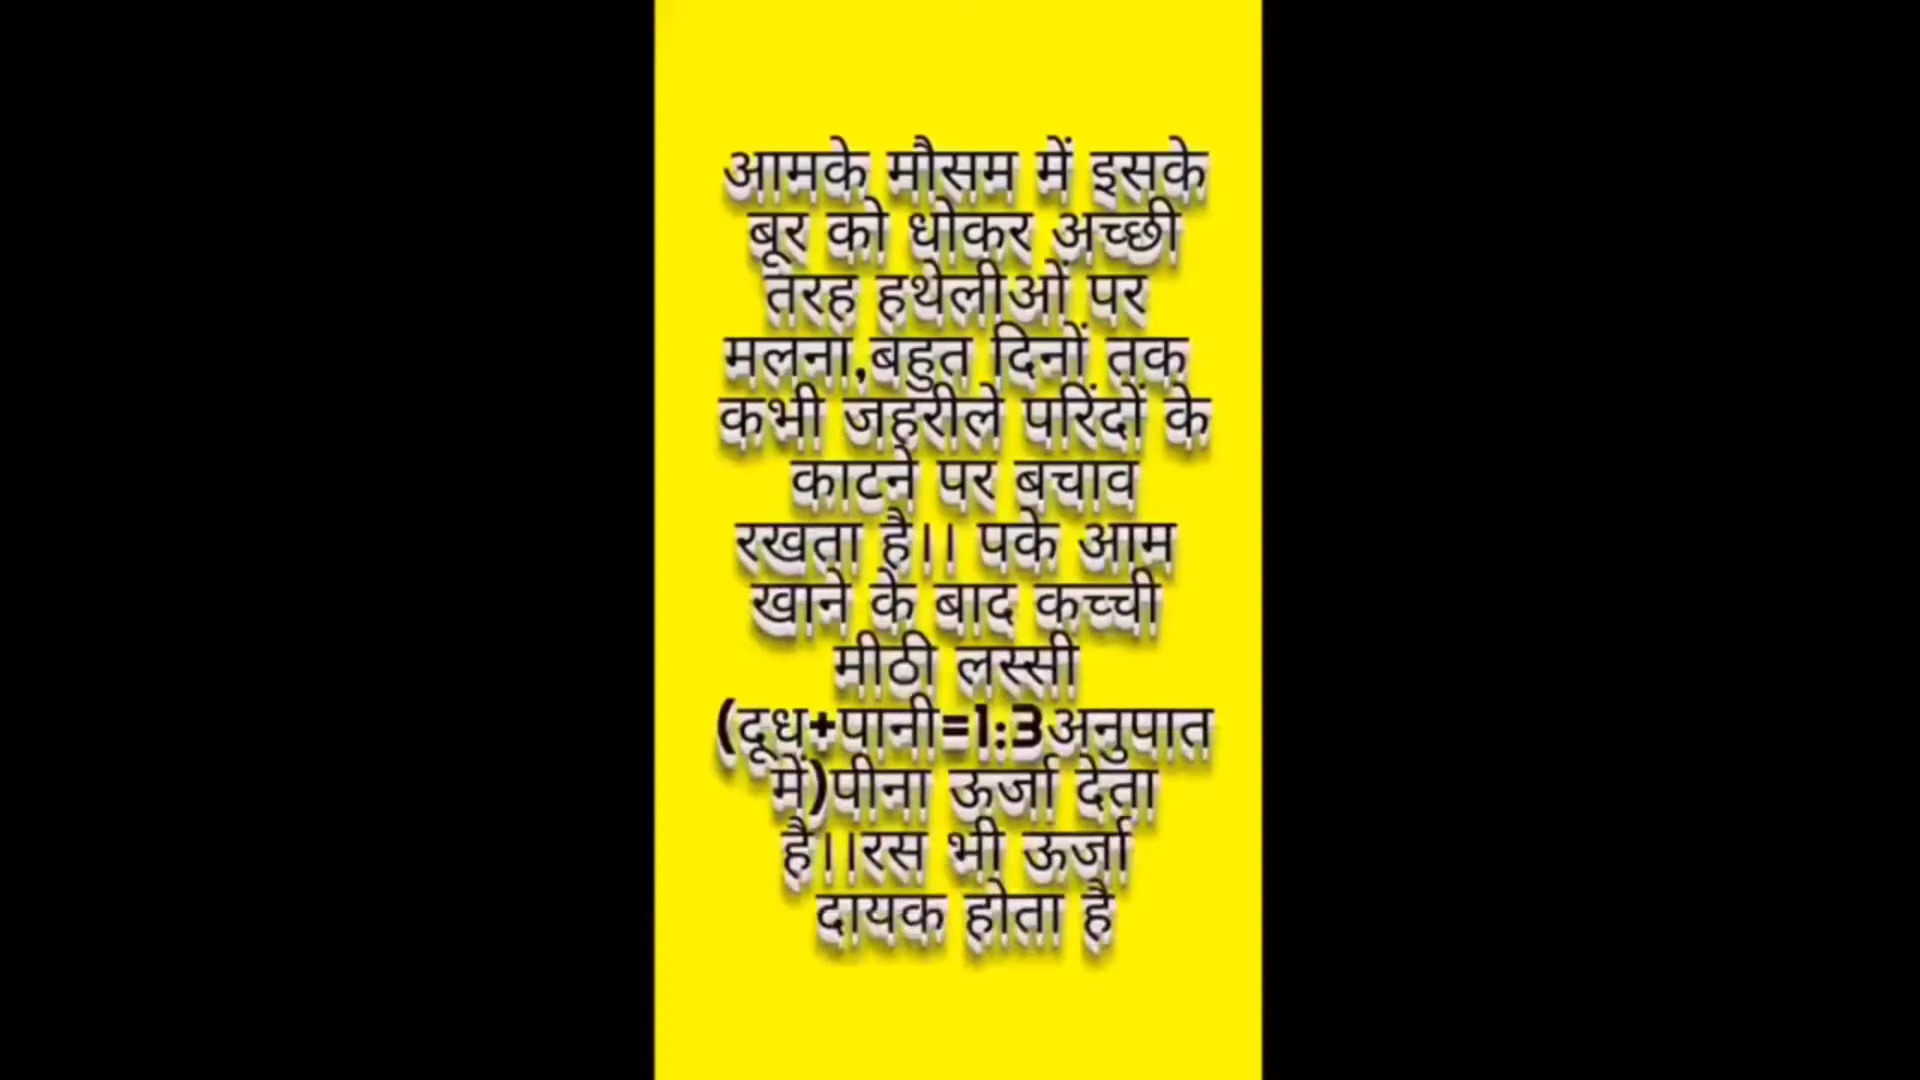 आमके मौसम में इसके
बूर को धोकर अच्छी
तरह हथेलीओं पर
मलना,बहुत दिनों तक
कभी जहरीले परिंदों के
काटने पर बचाव
रखता है।। पके आम
खाने के बाद कच्ची
मीठी लस्सी
(दूध+पानी=1:3अनुपात
में)पीना ऊर्जा देता
है।।रस भी ऊर्जा
दायक होता है